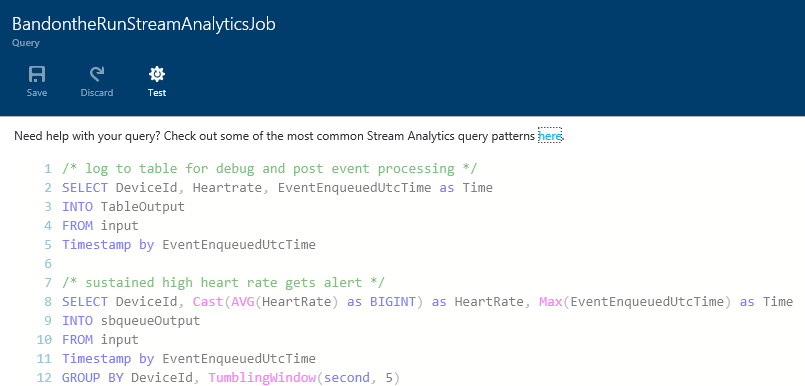 BandontheRunStreamAnalyticsJob
Query
Save Discard Test
Need help with your query? Check out some of the most common Stream Analytics query patterns here.
1 /* log to table for debug and post event processing */
2 SELECT DeviceId, Heartrate, EventEnqueuedUtcTime as Time
3 INTO TableOutput
4 FROM input
5 Timestamp by EventEnqueuedUtcTime
6
7 /* sustained high heart rate gets alert */
8 SELECT DeviceId, Cast(AVG(HeartRate) as BIGINT) as HeartRate, Max(EventEnqueuedUtcTime) as Time
9 INTO sbqueueOutput
10 FROM input
11 Timestamp by EventEnqueuedUtcTime
12 GROUP BY DeviceId, TumblingWindow(second, 5)